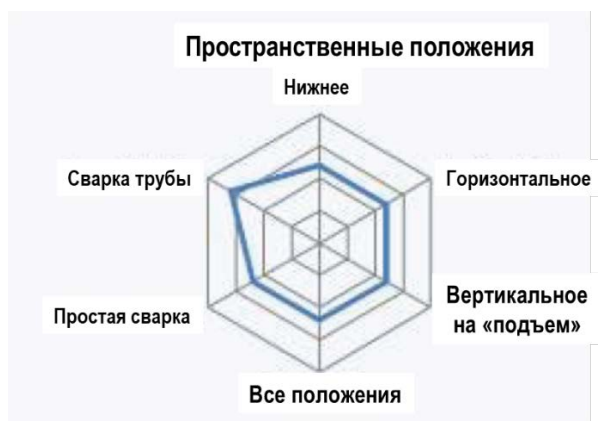 Пространственные положения
Нижнее
Сварка трубы
Горизонтальное
Простая сварка
Вертикальное
на «подъем»
Все положения